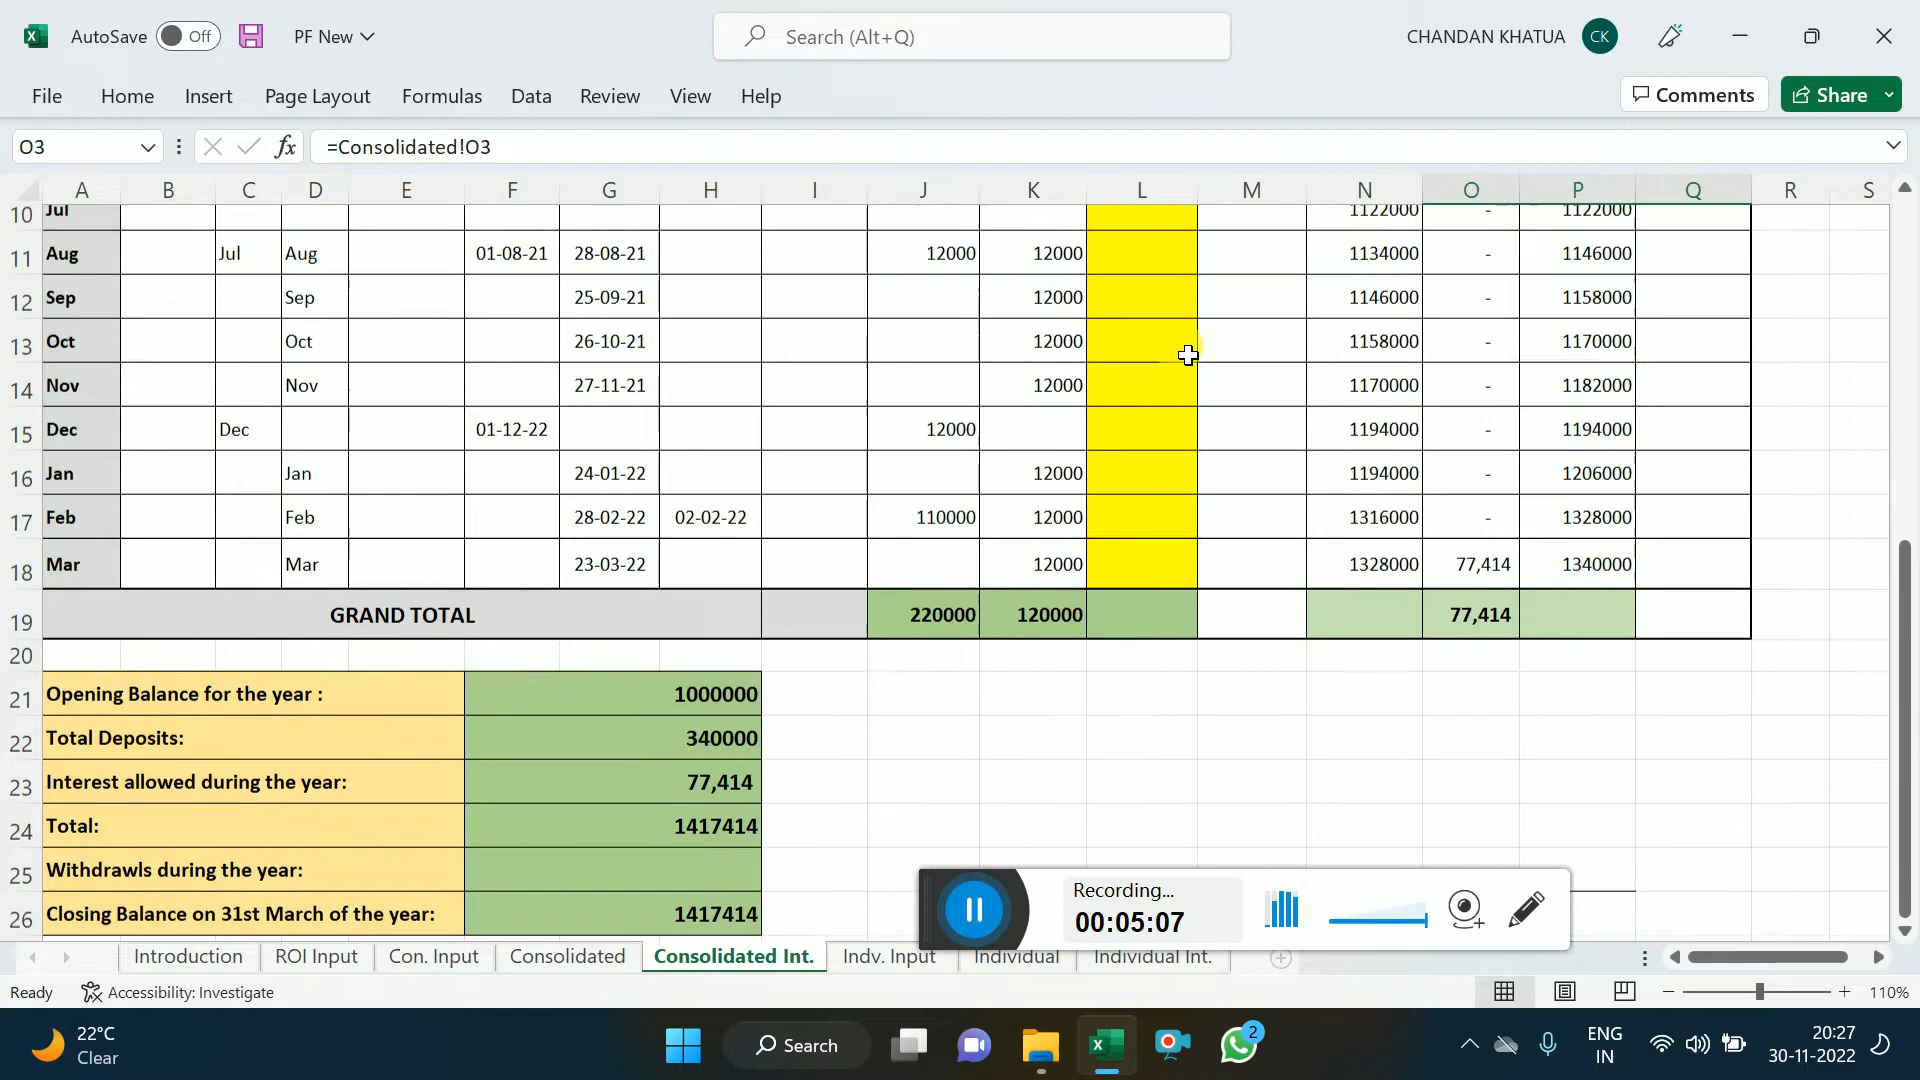 AutoSave Off PF New Search (Alt+Q) CHANDAN KHATUA CK
File Home Insert Page Layout Formulas Data Review View Help Comments Share
O3 fx =Consolidated!O3
A B C D E F G H I J K L M N O P Q R S
10 Jul 1122000 - 1122000
11 Aug Jul Aug 01-08-21 28-08-21 12000 12000 1134000 - 1146000
12 Sep Sep 25-09-21 12000 1146000 - 1158000
13 Oct Oct 26-10-21 12000 1158000 - 1170000
14 Nov Nov 27-11-21 12000 1170000 - 1182000
15 Dec Dec 01-12-22 12000 1194000 - 1194000
16 Jan Jan 24-01-22 12000 1194000 - 1206000
17 Feb Feb 28-02-22 02-02-22 110000 12000 1316000 - 1328000
18 Mar Mar 23-03-22 12000 1328000 77,414 1340000
19 GRAND TOTAL 220000 120000 77,414
20
21 Opening Balance for the year : 1000000
22 Total Deposits: 340000
23 Interest allowed during the year: 77,414
24 Total: 1417414
25 Withdrawls during the year:
26 Closing Balance on 31st March of the year: 1417414
Recording...
00:05:07
Introduction ROI Input Con. Input Consolidated Consolidated Int. Indv. Input Individual Individual Int.
Ready Accessibility: Investigate 110%
22°C
Clear
Search
2
ENG
IN
20:27
30-11-2022